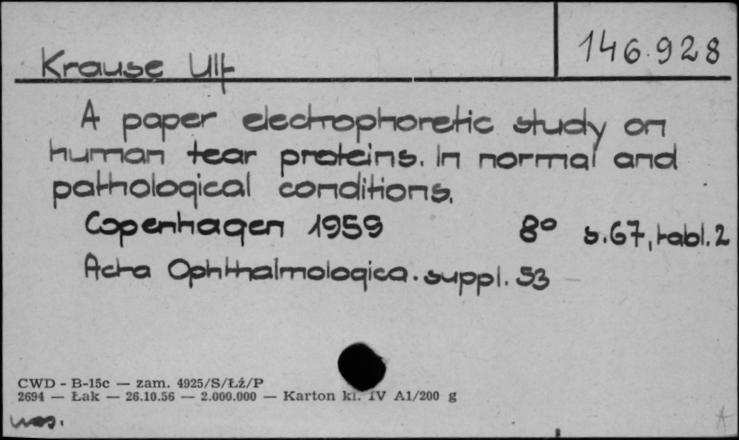 146.928
Krause Ulf
A paper electrophoretic study on
human tear proteins. In normal and
pathological conditions.
Copenhagen 1959 8° s.67, tabl.2
Acta Ophthalmologica. suppl. 53
CWD - B-15c — zam. 4925/S/Łź/P
2694 — Łak — 26.10.56 — 2.000.000 — Karton kl. IV A1/200 g
A